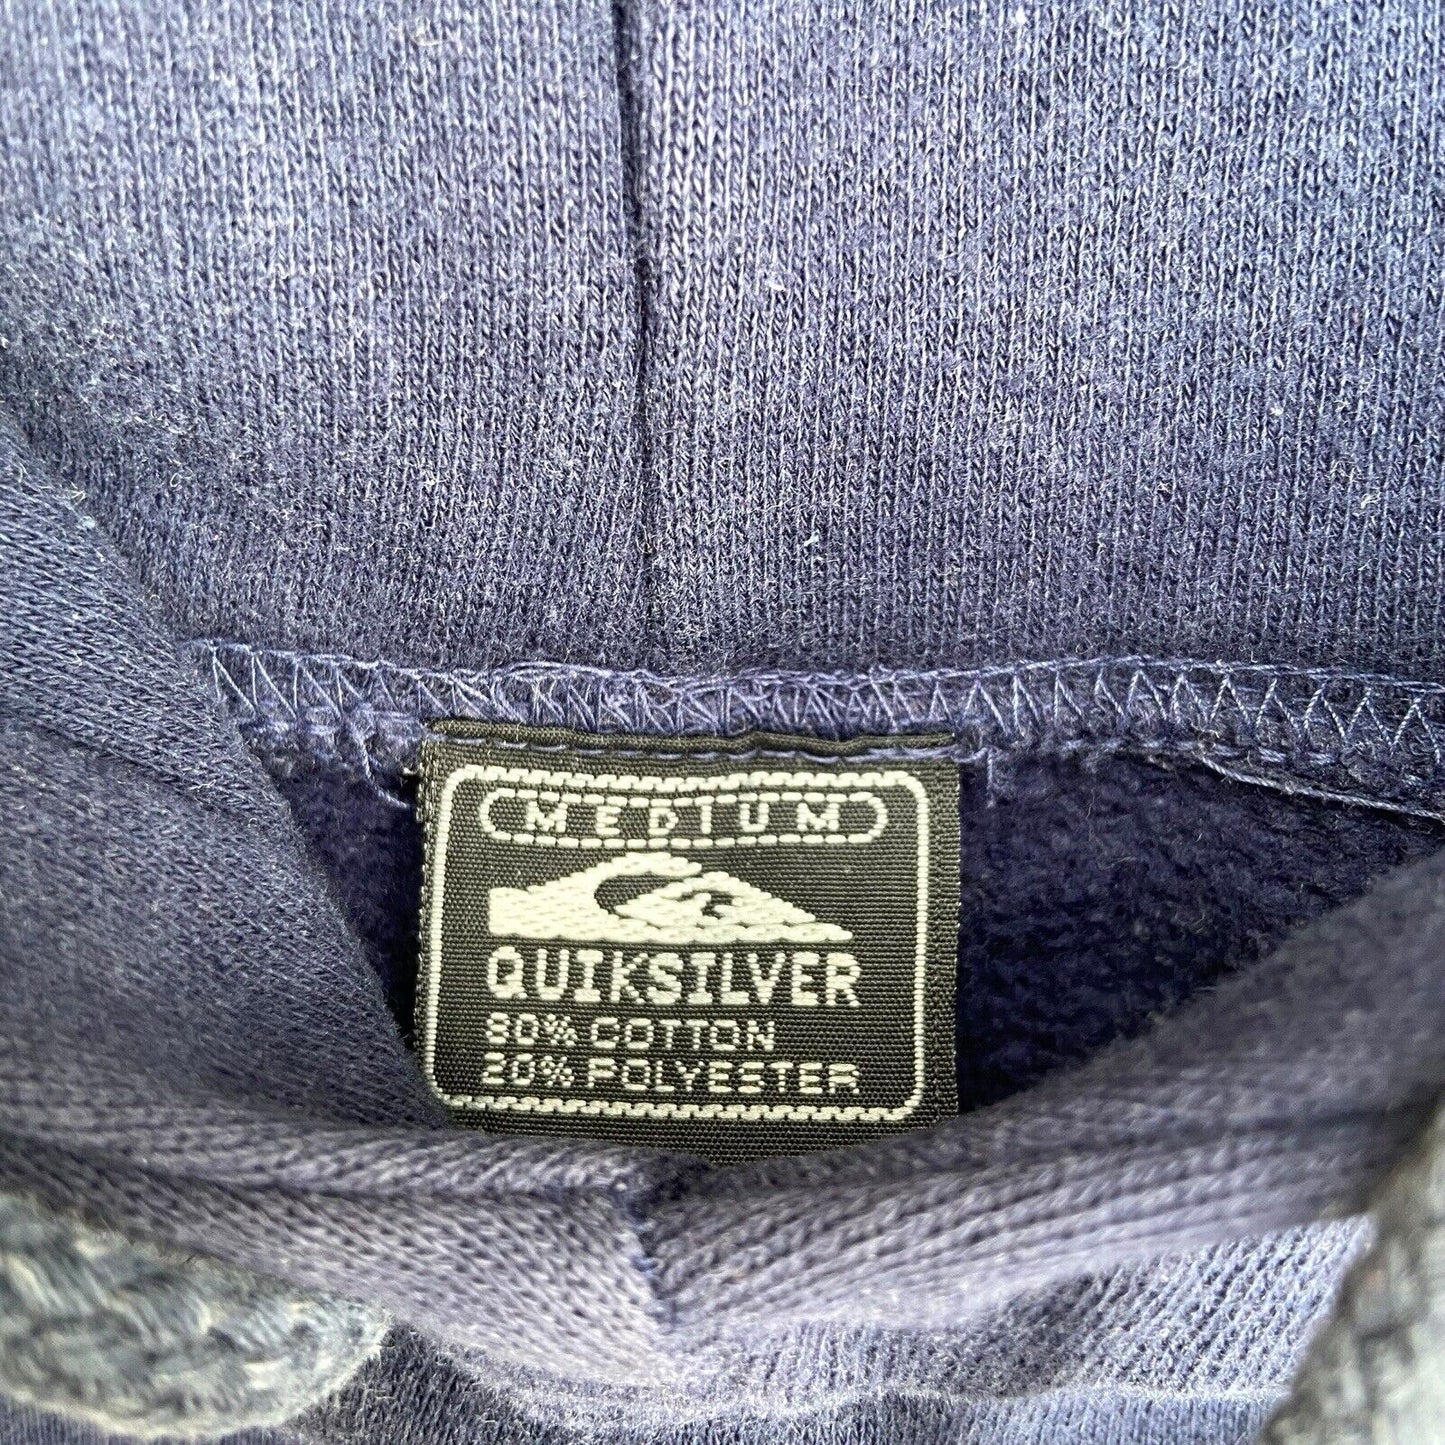 MEDIUM
QUIKSILVER
80% COTTON
20% POLYESTER